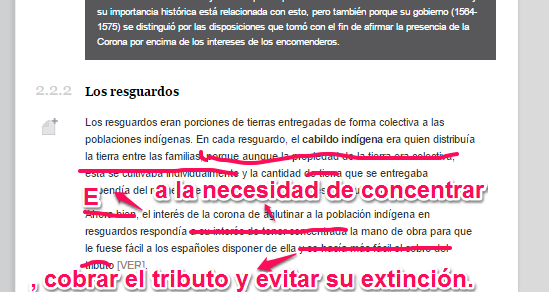 su importancia histórica está relacionada con esto, pero también porque su gobierno (1564-
1575) se distinguió por las disposiciones que tomó con el fin de afirmar la presencia de la
Corona por encima de los intereses de los encomenderos.
2.2.2 Los resguardos
Los resguardos eran porciones de tierras entregadas de forma colectiva a las
poblaciones indígenas. En cada resguardo, el cabildo indígena era quien distribuía
la tierra entre las familias, porque aunque la propiedad de la tierra era colectiva,
ésta se cultivaba individualmente y la cantidad de tierra que se entregaba
dependía del
E a la necesidad de concentrar
Ahora bien, el interés de la corona de aglutinar a la población indígena en
resguardos respondía a su interés de tener concentrada la mano de obra para que
le fuese fácil a los españoles disponer de ella y se hacía más fácil el cobro del
tributo [VER].
, cobrar el tributo y evitar su extinción.